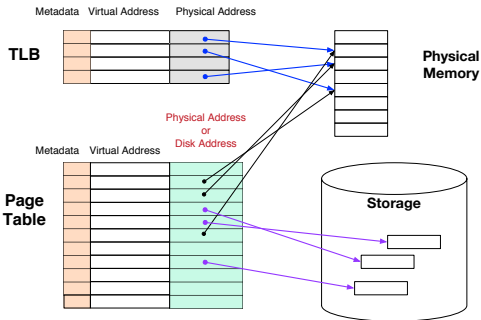 Metadata Virtual Address Physical Address
TLB
Physical
Memory
Physical Address
or
Disk Address
Metadata Virtual Address
Page
Table
Storage